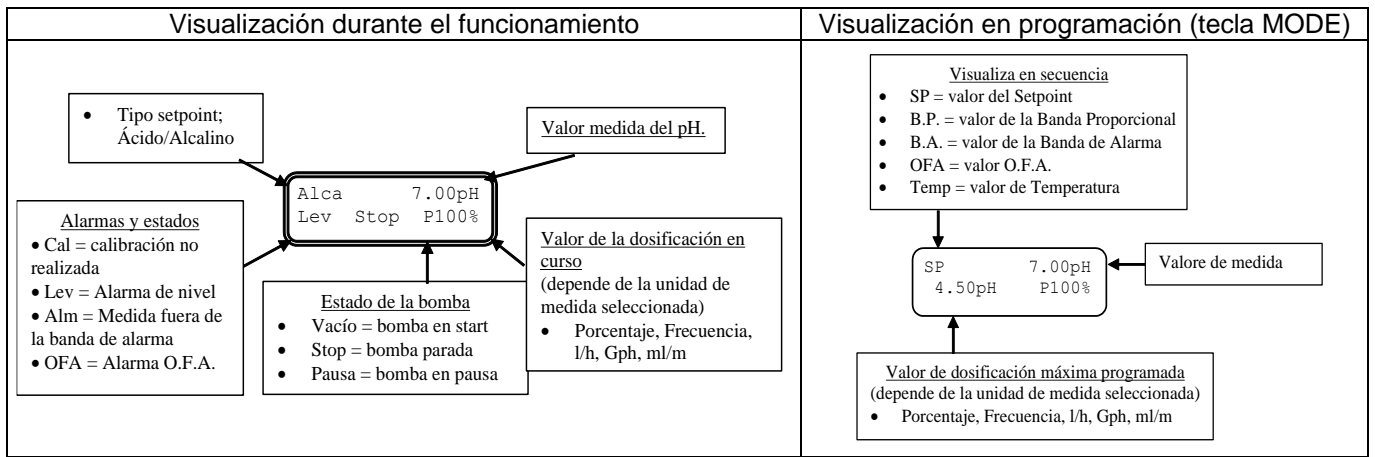 Visualización durante el funcionamiento
• Tipo setpoint;
Ácido/Alcalino
Valor medida del pH.
Alca 7.00pH
Lev Stop P100%
Alarmas y estados
• Cal = calibración no
realizada
• Lev = Alarma de nivel
• Alm = Medida fuera de
la banda de alarma
• OFA = Alarma O.F.A.
Estado de la bomba
• Vacío = bomba en start
• Stop = bomba parada
• Pausa = bomba en pausa
Valor de la dosificación en
curso
(depende de la unidad de
medida seleccionada)
• Porcentaje, Frecuencia,
l/h, Gph, ml/m
Visualización en programación (tecla MODE)
Visualiza en secuencia
• SP = valor del Setpoint
• B.P. = valor de la Banda Proporcional
• B.A. = valor de la Banda de Alarma
• OFA = valor O.F.A.
• Temp = valor de Temperatura
SP 7.00pH
4.50pH P100%
Valore de medida
Valor de dosificación máxima programada
(depende de la unidad de medida seleccionada)
• Porcentaje, Frecuencia, l/h, Gph, ml/m